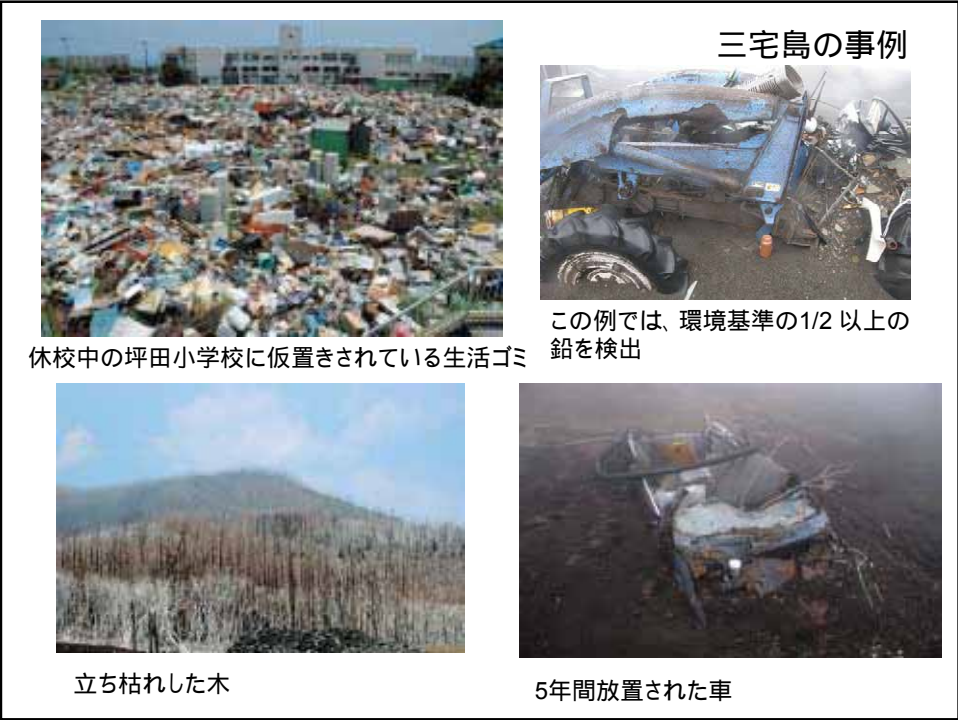 三宅島の事例
休校中の坪田小学校に仮置きされている生活ゴミ
この例では、環境基準の1/2 以上の
鉛を検出
立ち枯れした木
5年間放置された車